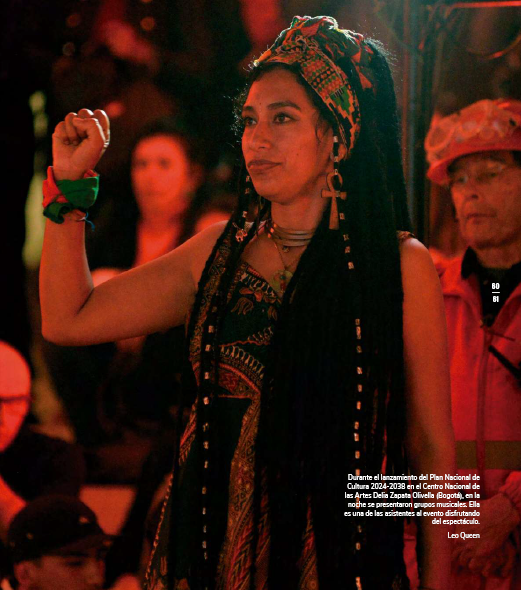 60
61
Durante el lanzamiento del Plan Nacional de
Cultura 2024-2038 en el Centro Nacional de
las Artes Delia Zapata Olivella (Bogotá), en la
noche se presentaron grupos musicales. Ella
es una de las asistentes al evento disfrutando
del espectáculo.
Leo Queen